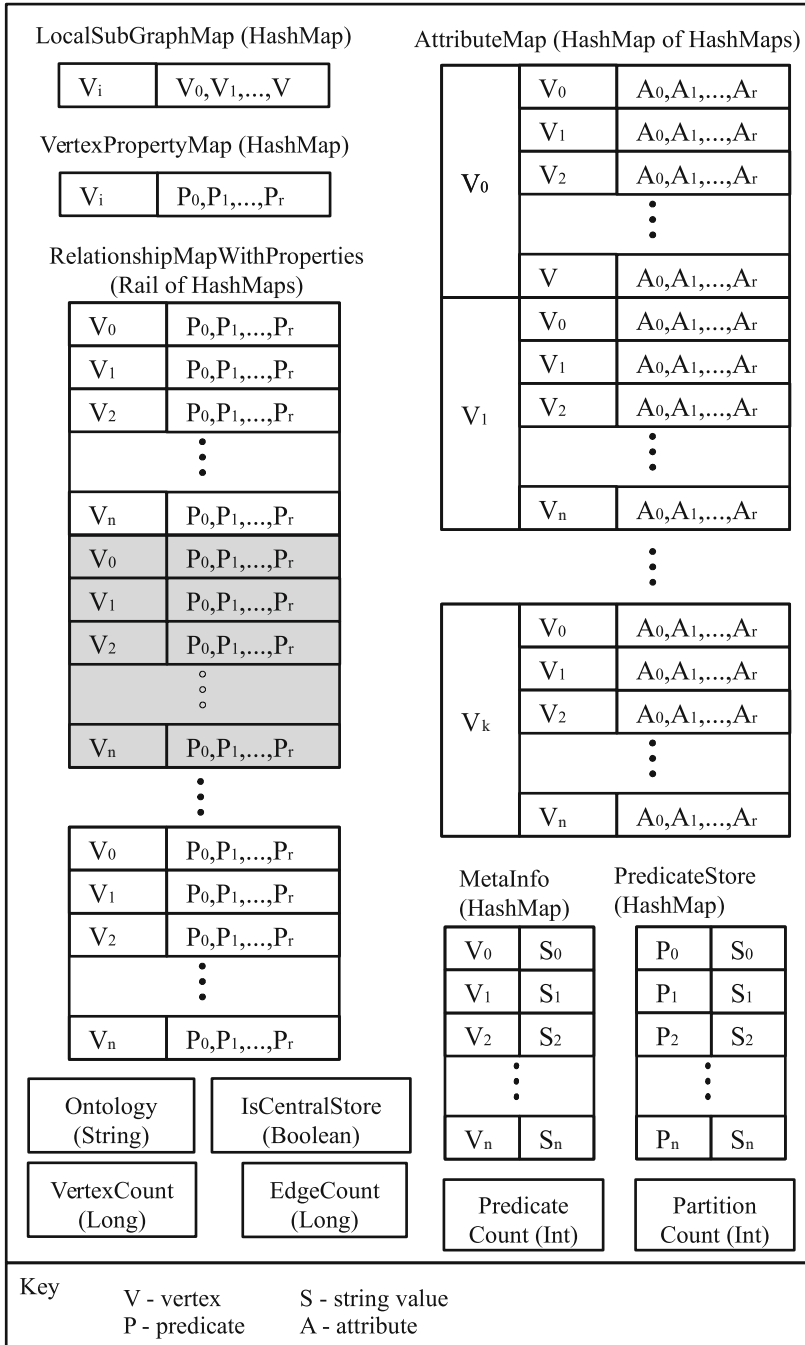 LocalSubGraphMap (HashMap)
Vi V0,V1,...,V
VertexPropertyMap (HashMap)
Vi P0,P1,...,Pr
RelationshipMapWithProperties
(Rail of HashMaps)
V0 P0,P1,...,Pr
V1 P0,P1,...,Pr
V2 P0,P1,...,Pr
Vn P0,P1,...,Pr
V0 P0,P1,...,Pr
V1 P0,P1,...,Pr
V2 P0,P1,...,Pr
Vn P0,P1,...,Pr
V0 P0,P1,...,Pr
V1 P0,P1,...,Pr
V2 P0,P1,...,Pr
Vn P0,P1,...,Pr
Ontology
(String)
IsCentralStore
(Boolean)
VertexCount
(Long)
EdgeCount
(Long)
AttributeMap (HashMap of HashMaps)
V0
V0 A0,A1,...,Ar
V1 A0,A1,...,Ar
V2 A0,A1,...,Ar
V A0,A1,...,Ar
V1
V0 A0,A1,...,Ar
V1 A0,A1,...,Ar
V2 A0,A1,...,Ar
Vn A0,A1,...,Ar
Vk
V0 A0,A1,...,Ar
V1 A0,A1,...,Ar
V2 A0,A1,...,Ar
Vn A0,A1,...,Ar
MetaInfo
(HashMap)
V0 S0
V1 S1
V2 S2
Vn Sn
PredicateStore
(HashMap)
P0 S0
P1 S1
P2 S2
Pn Sn
Predicate
Count (Int)
Partition
Count (Int)
Key
V - vertex S - string value
P - predicate A - attribute